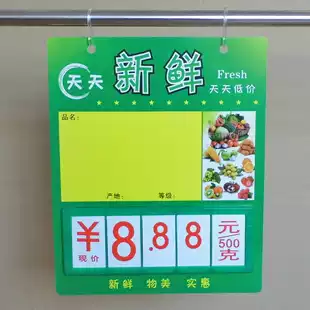 天天 新鲜 Fresh
天天低价
品名：
产地： 等级：
¥ 8.88 元/500克
现价
新鲜 物美 实惠